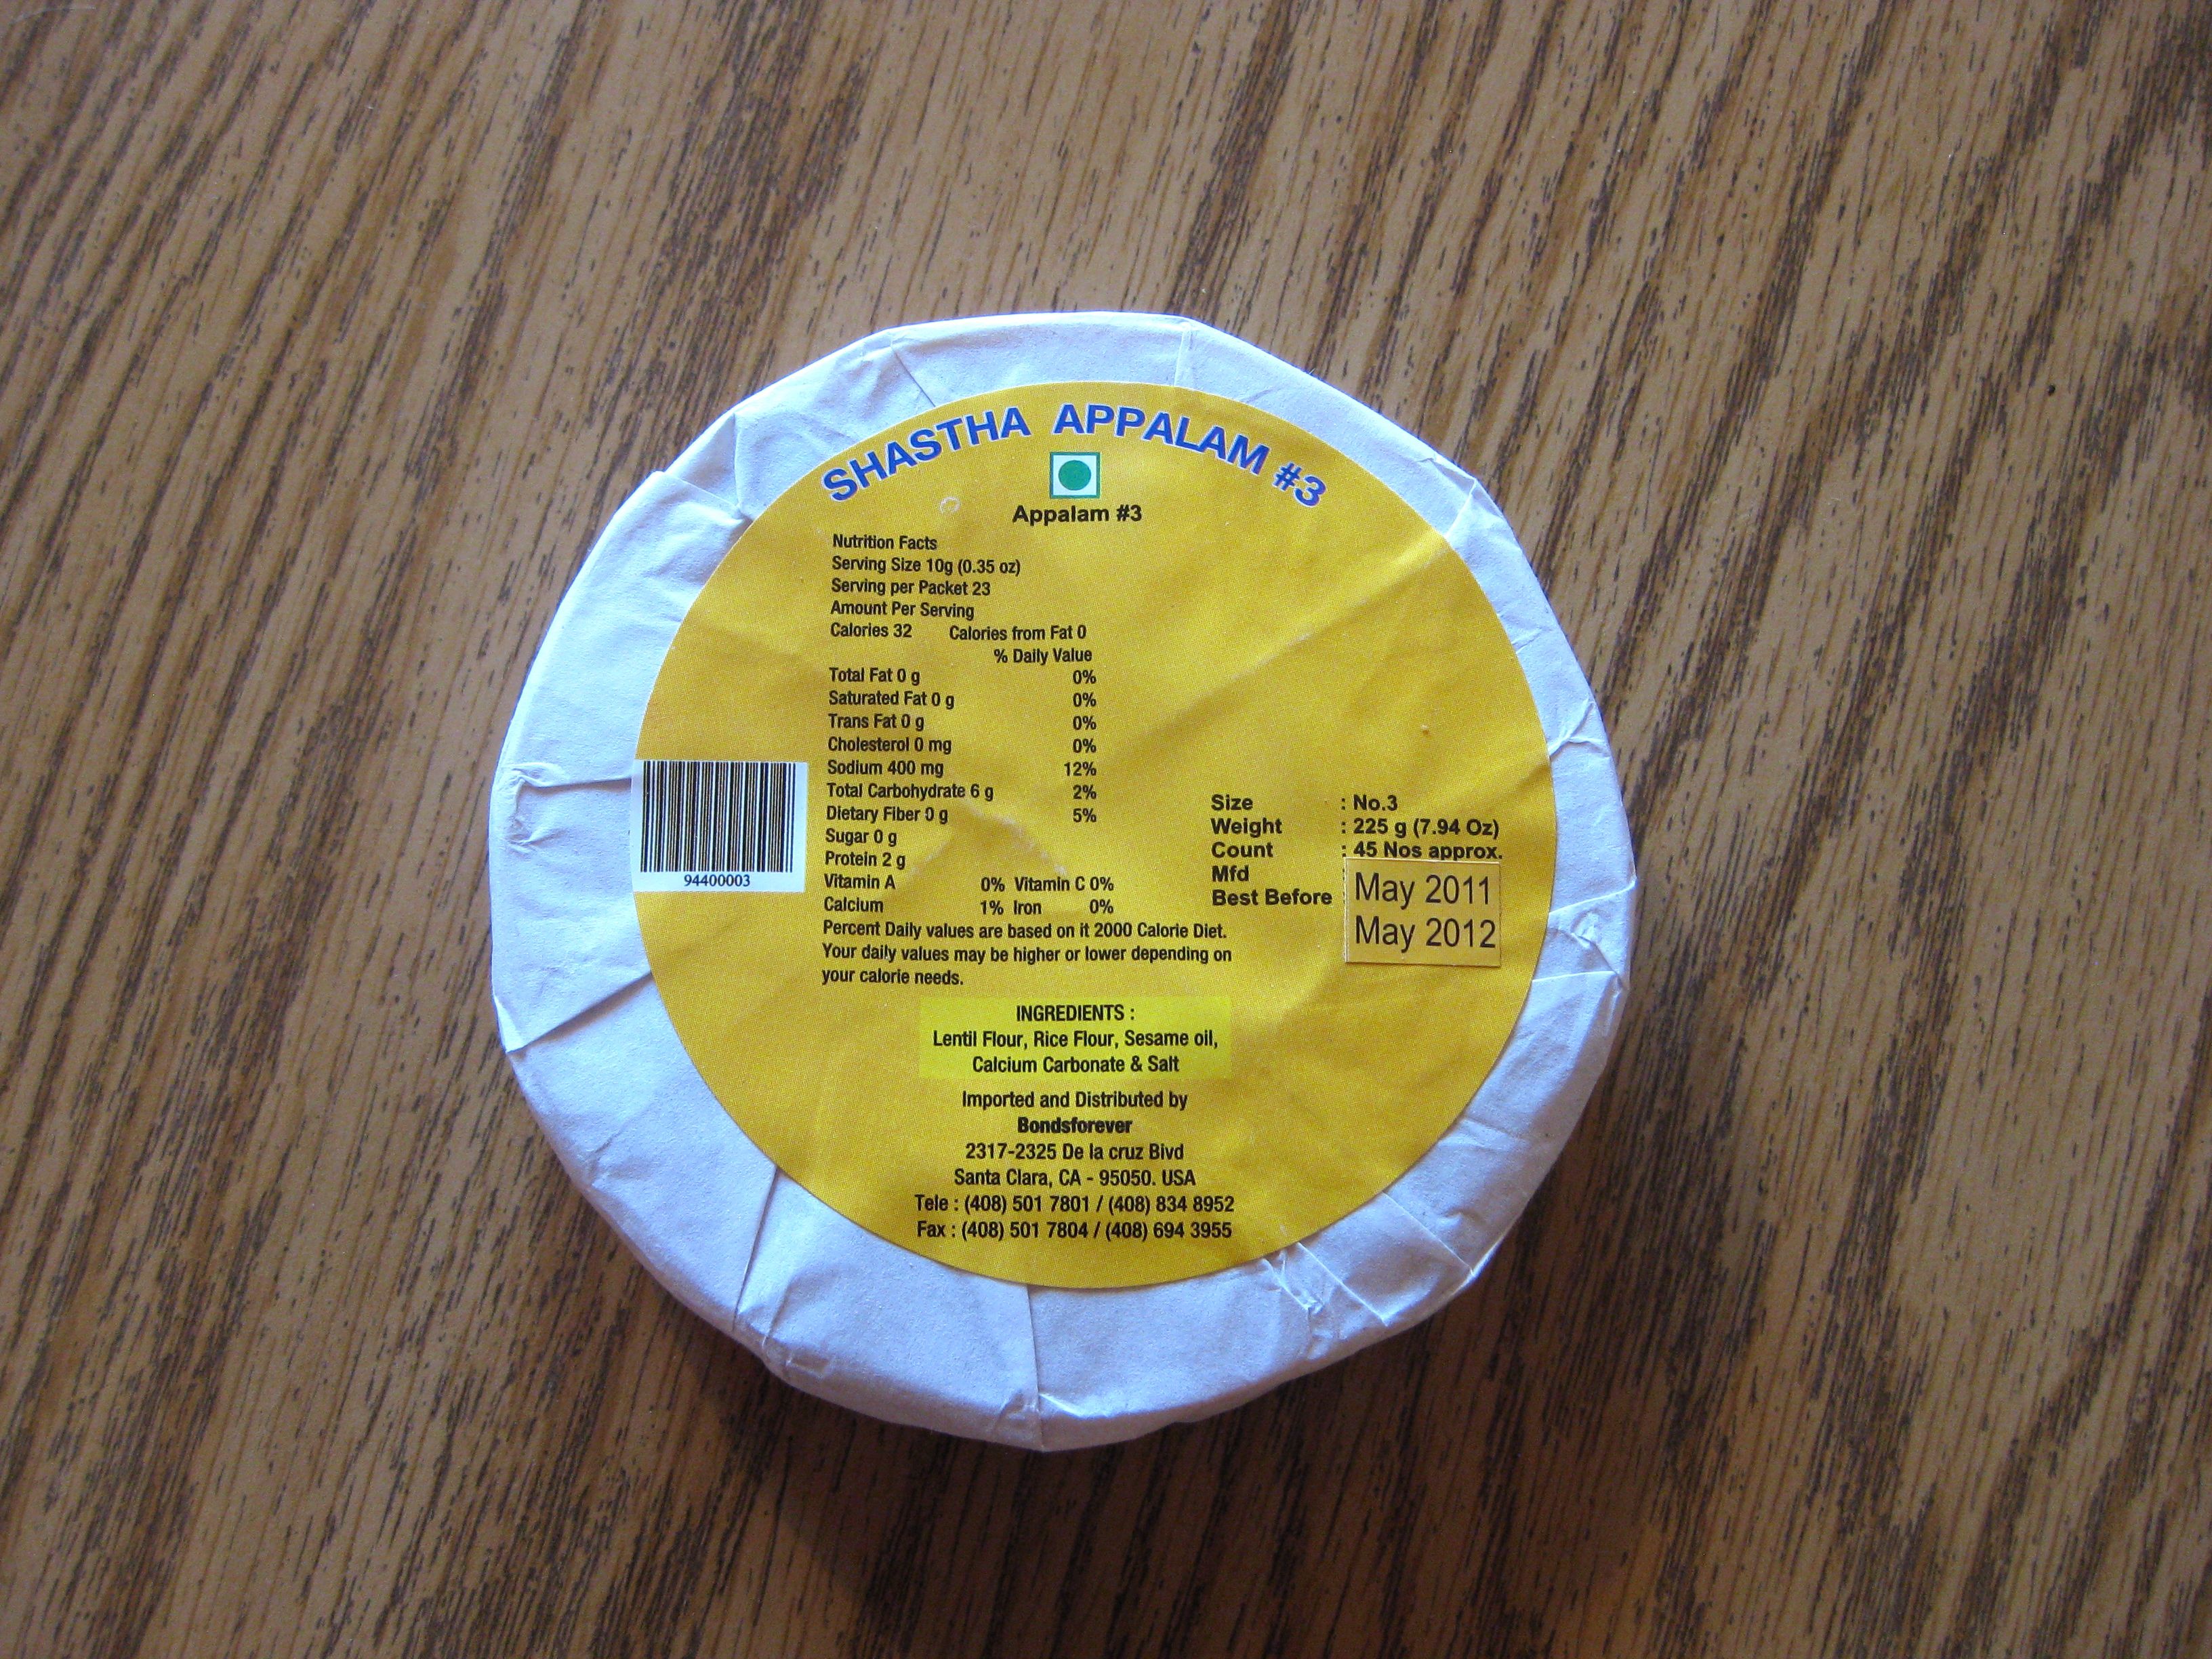 SHASTHA APPALAM #3
Appalam #3
Nutrition Facts
Serving Size 10g (0.35 oz)
Serving per Packet 23
Amount Per Serving
Calories 32 Calories from Fat 0
% Daily Value
Total Fat 0 g 0%
Saturated Fat 0 g 0%
Trans Fat 0 g 0%
Cholesterol 0 mg 0%
Sodium 400 mg 12%
Total Carbohydrate 6 g 2%
Dietary Fiber 0 g 5%
Sugar 0 g
Protein 2 g
Vitamin A 0% Vitamin C 0%
Calcium 1% Iron 0%
Percent Daily values are based on it 2000 Calorie Diet.
Your daily values may be higher or lower depending on
your calorie needs.
94400003
Size : No.3
Weight : 225 g (7.94 Oz)
Count : 45 Nos approx.
Mfd May 2011
Best Before May 2012
INGREDIENTS :
Lentil Flour, Rice Flour, Sesame oil,
Calcium Carbonate & Salt
Imported and Distributed by
Bondsforever
2317-2325 De la cruz Blvd
Santa Clara, CA - 95050. USA
Tele : (408) 501 7801 / (408) 834 8952
Fax : (408) 501 7804 / (408) 694 3955